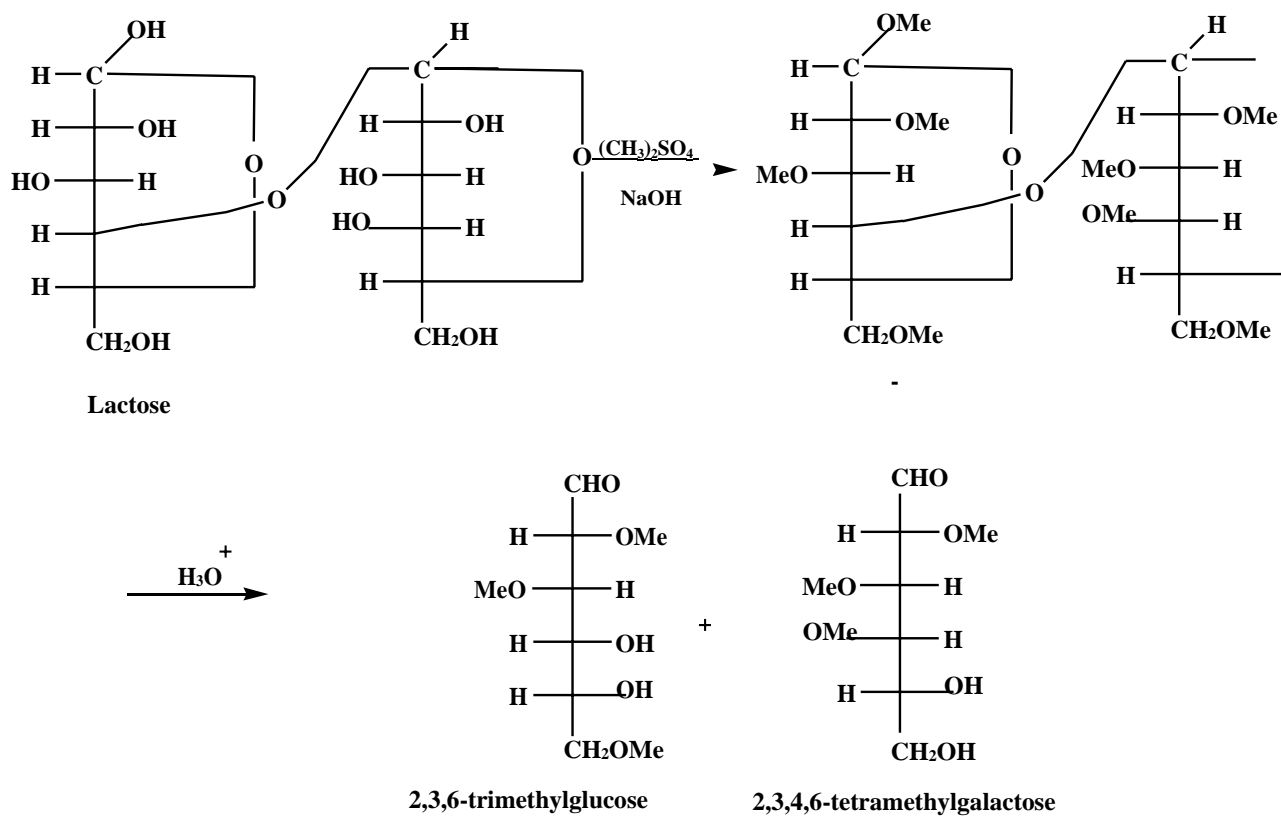 OH H OMe H
H C C H C C
H OH H OH H OMe H OMe
O O (CH₃)₂SO₄ O
HO H HO H MeO H MeO H
O NaOH O
H HO H H OMe H
H H H H
CH₂OH CH₂OH CH₂OMe CH₂OMe
-
Lactose
CHO CHO
H OMe H OMe
+
H₃O MeO H MeO H
+
H OH OMe H
H OH H OH
CH₂OMe CH₂OH
2,3,6-trimethylglucose 2,3,4,6-tetramethylgalactose